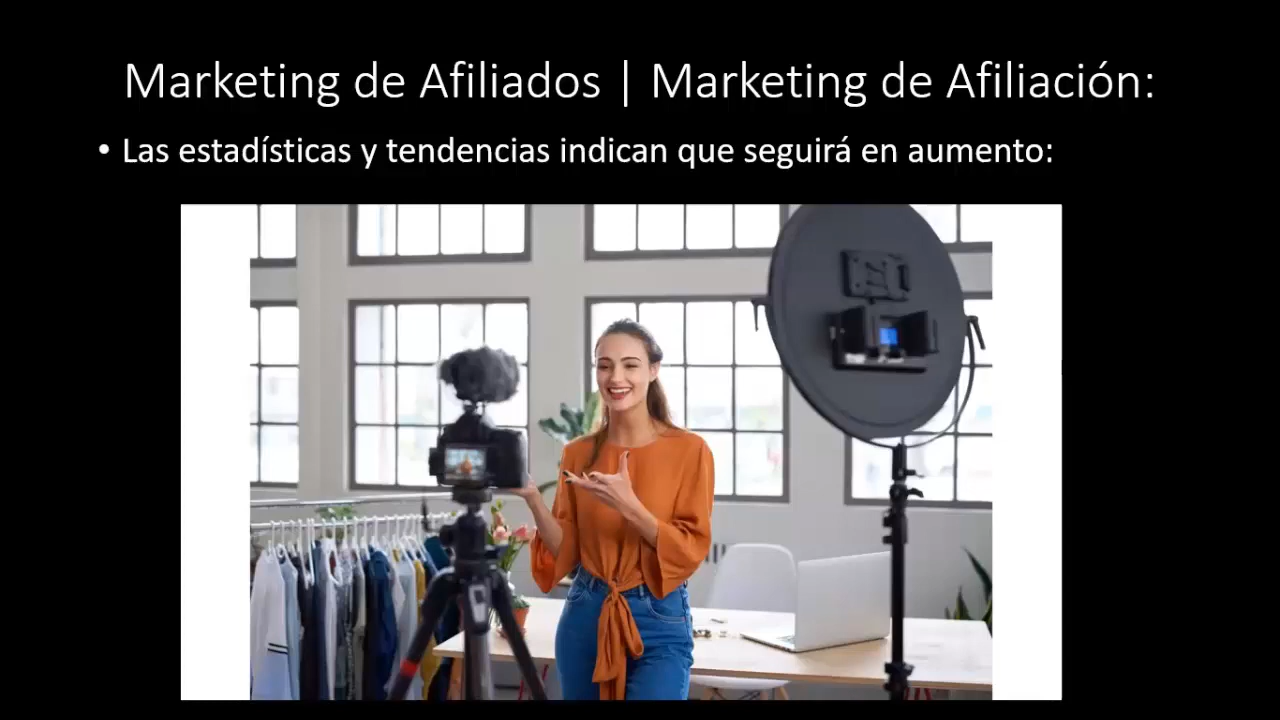 Marketing de Afiliados | Marketing de Afiliación:
• Las estadísticas y tendencias indican que seguirá en aumento: